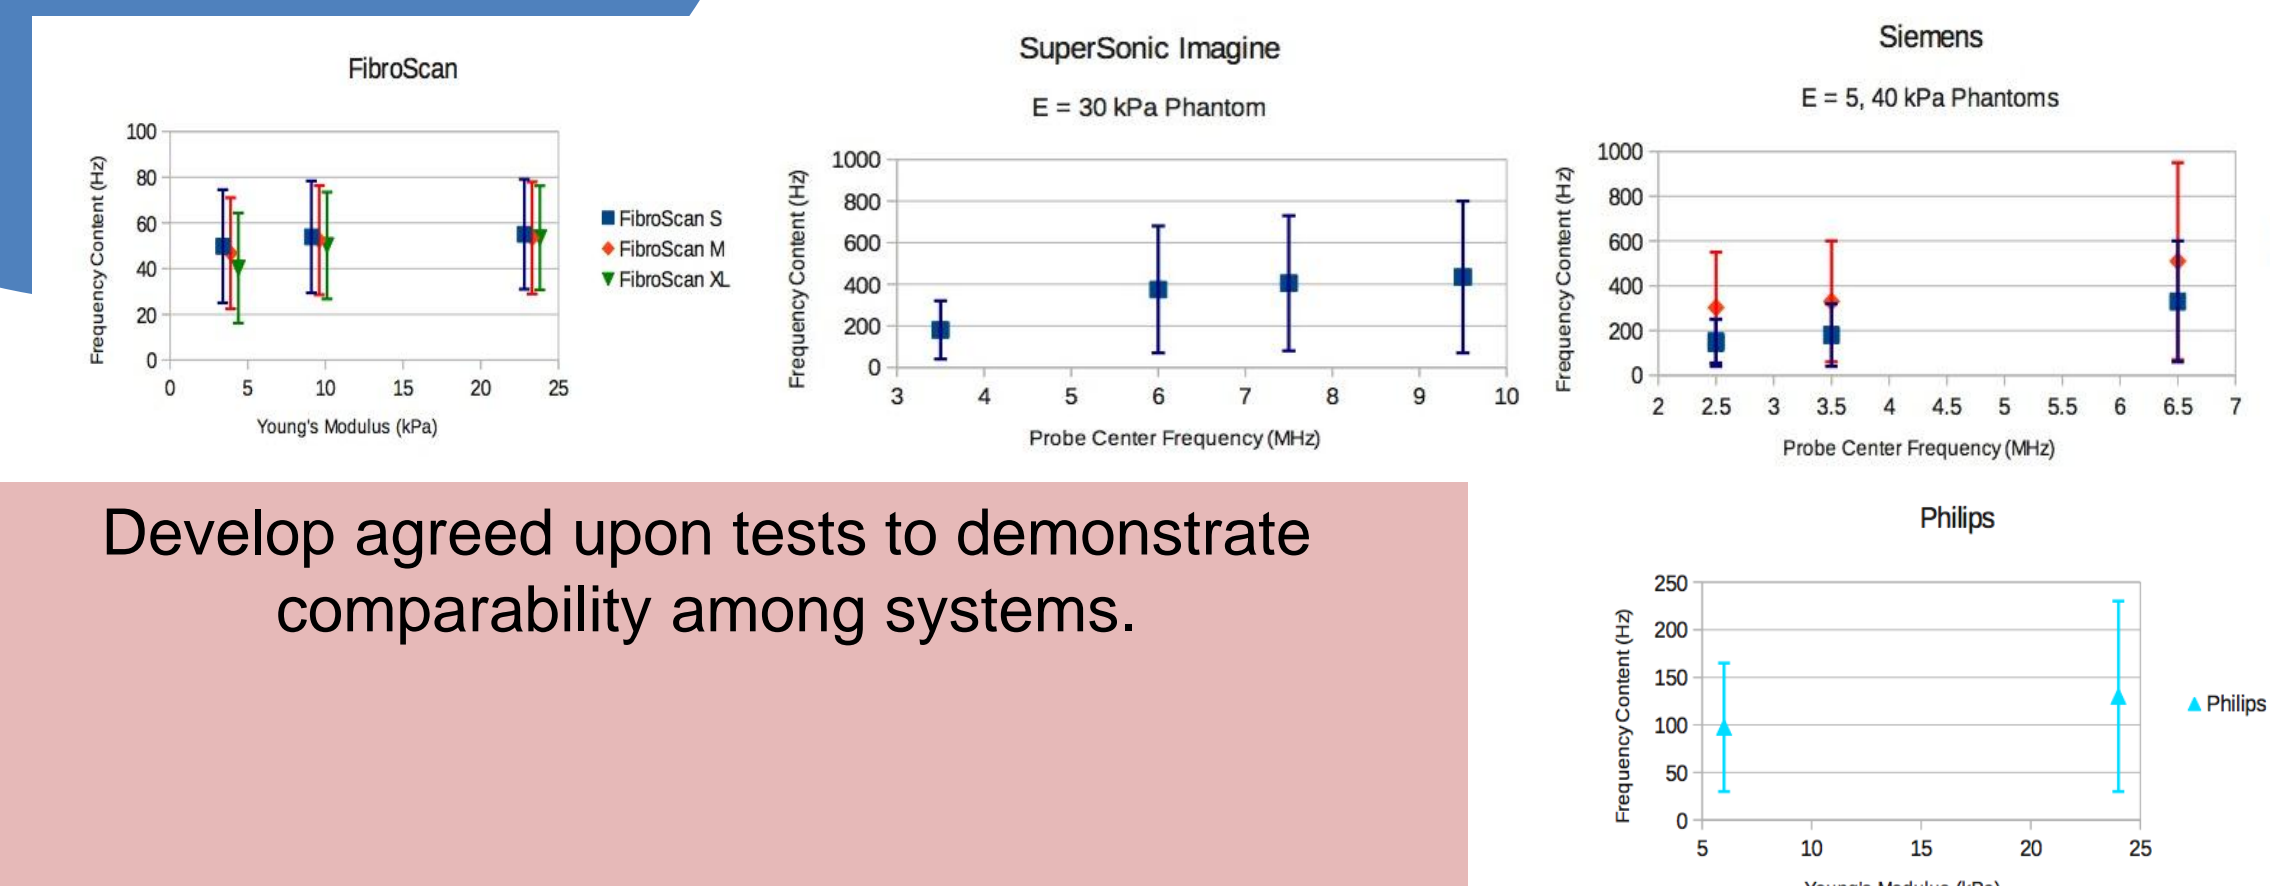 FibroScan
100
80
60
40
20
0
0 5 10 15 20 25
Frequency Content (Hz)
Young's Modulus (kPa)
FibroScan S
FibroScan M
FibroScan XL
SuperSonic Imagine
E = 30 kPa Phantom
1000
800
600
400
200
0
3 4 5 6 7 8 9 10
Frequency Content (Hz)
Probe Center Frequency (MHz)
Siemens
E = 5, 40 kPa Phantoms
1000
800
600
400
200
0
2 2.5 3 3.5 4 4.5 5 5.5 6 6.5 7
Frequency Content (Hz)
Probe Center Frequency (MHz)
Develop agreed upon tests to demonstrate
comparability among systems.
Philips
250
200
150
100
50
0
5 10 15 20 25
Frequency Content (Hz)
Philips
Young's Modulus (kPa)